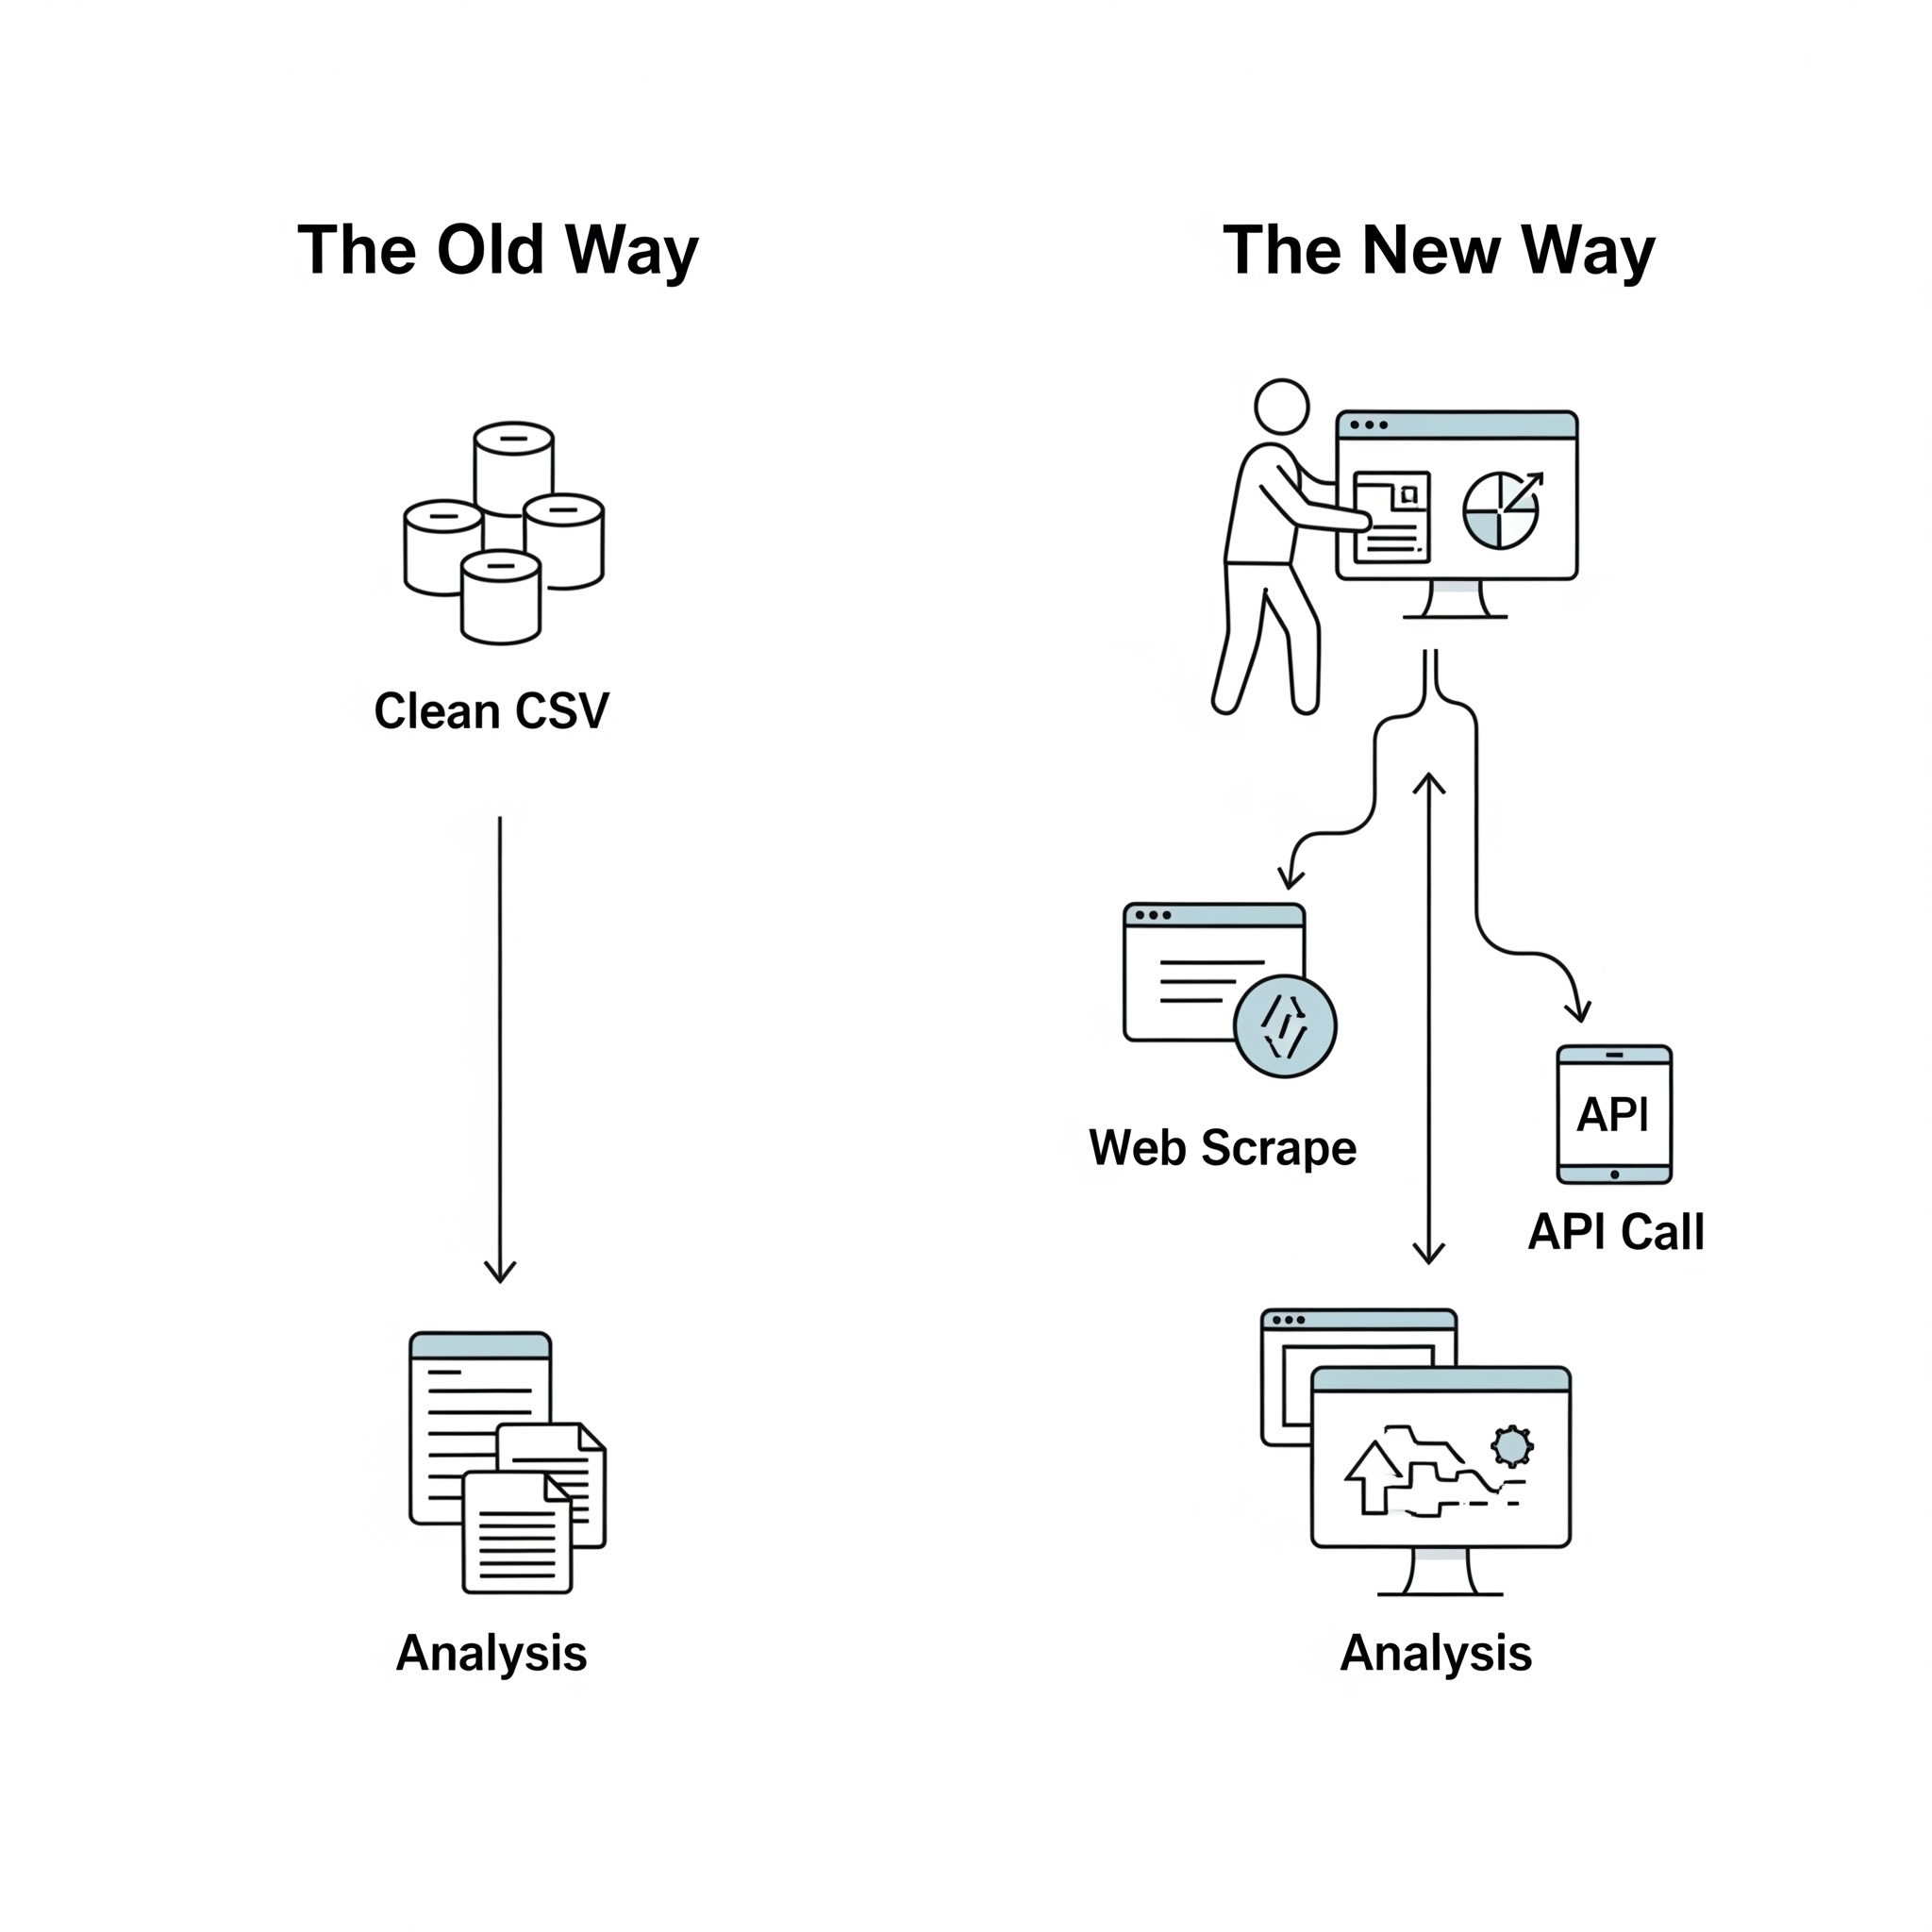 The Old Way
Clean CSV
Analysis
The New Way
Web Scrape
API
API Call
Analysis